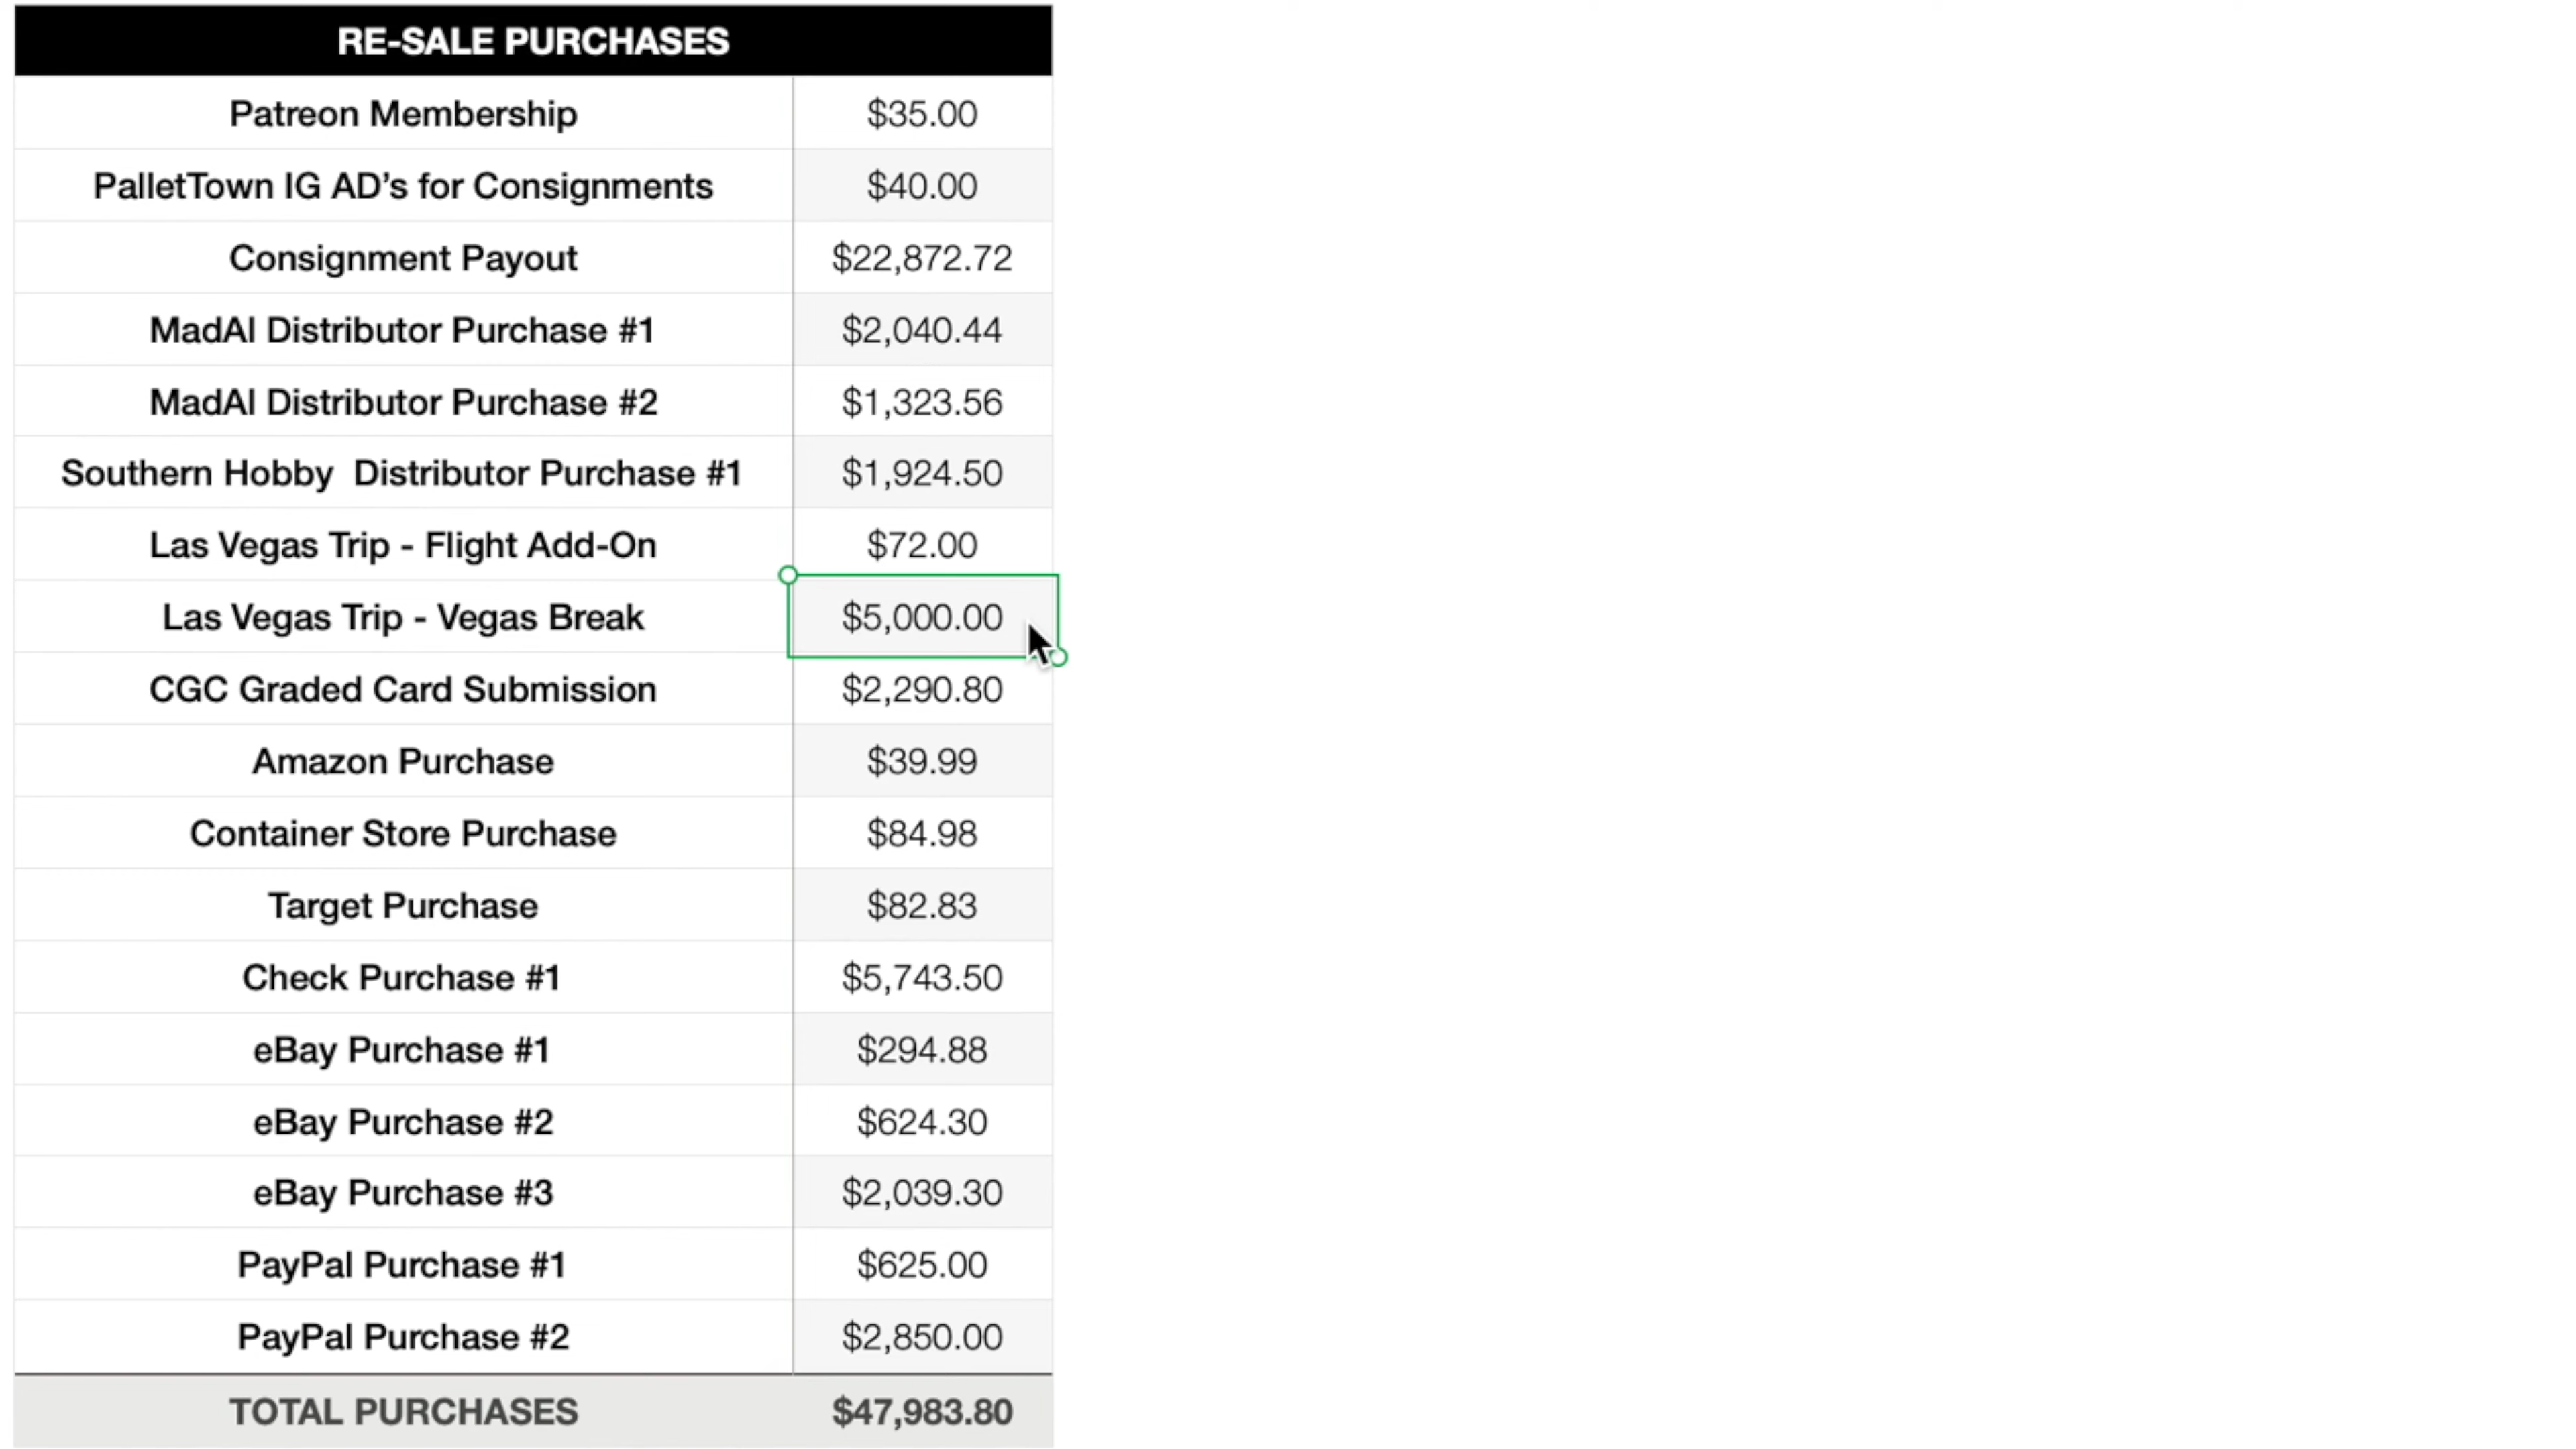 RE-SALE PURCHASES
Patreon Membership $35.00
PalletTown IG AD’s for Consignments $40.00
Consignment Payout $22,872.72
MadAl Distributor Purchase #1 $2,040.44
MadAl Distributor Purchase #2 $1,323.56
Southern Hobby  Distributor Purchase #1 $1,924.50
Las Vegas Trip - Flight Add-On $72.00
Las Vegas Trip - Vegas Break $5,000.00
CGC Graded Card Submission $2,290.80
Amazon Purchase $39.99
Container Store Purchase $84.98
Target Purchase $82.83
Check Purchase #1 $5,743.50
eBay Purchase #1 $294.88
eBay Purchase #2 $624.30
eBay Purchase #3 $2,039.30
PayPal Purchase #1 $625.00
PayPal Purchase #2 $2,850.00
TOTAL PURCHASES $47,983.80